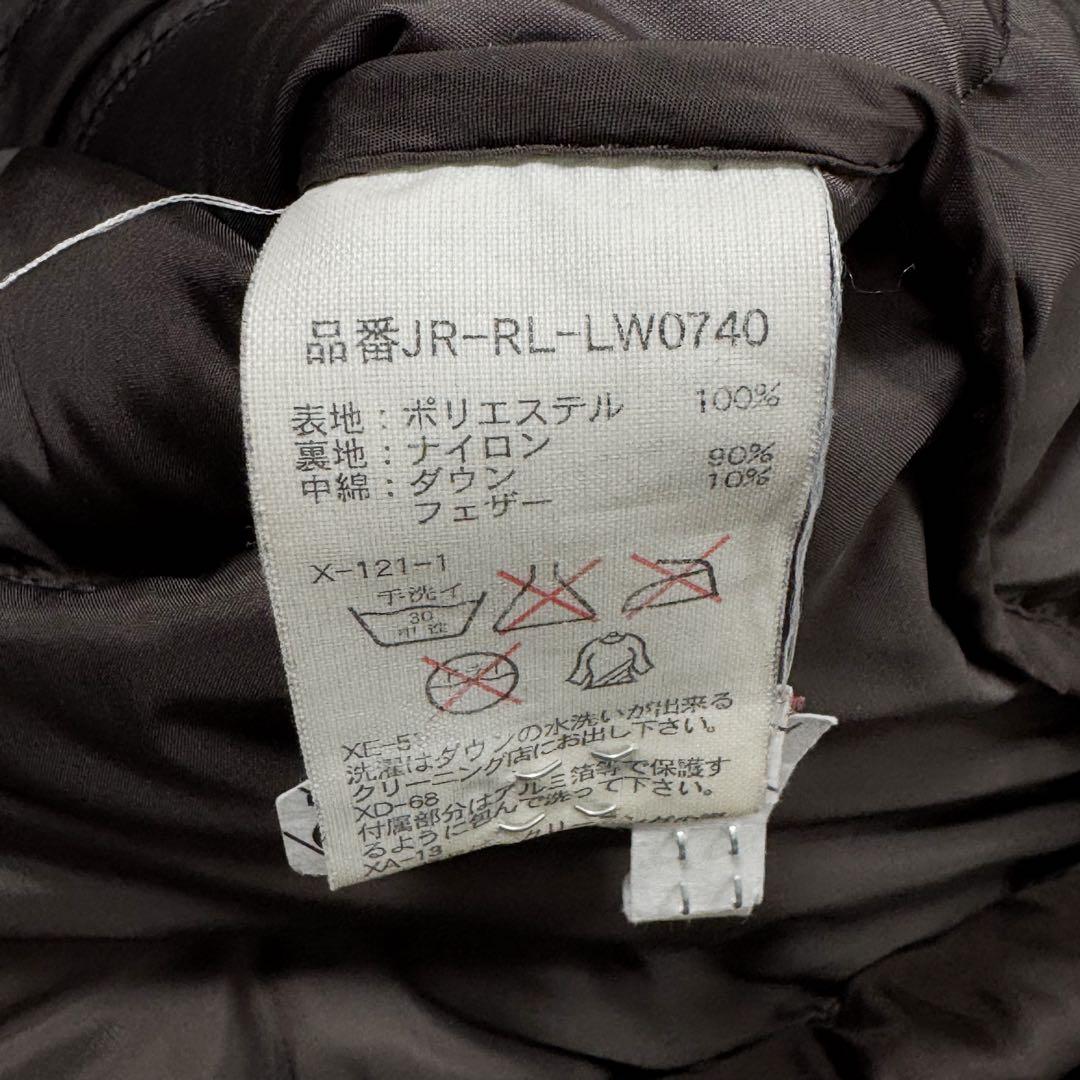 品番JR-RL-LW0740
表地：ポリエステル 100%
裏地：ナイロン
中綿：ダウン 90%
フェザー 10%
X-121-1
手洗イ
30
中性
ドライ
XE-5
洗濯はダウンの水洗いが出来る
クリーニング店にお出し下さい。
XD-68
付属部分はアルミ箔等で保護す
るように包んで洗って下さい。
XA-13